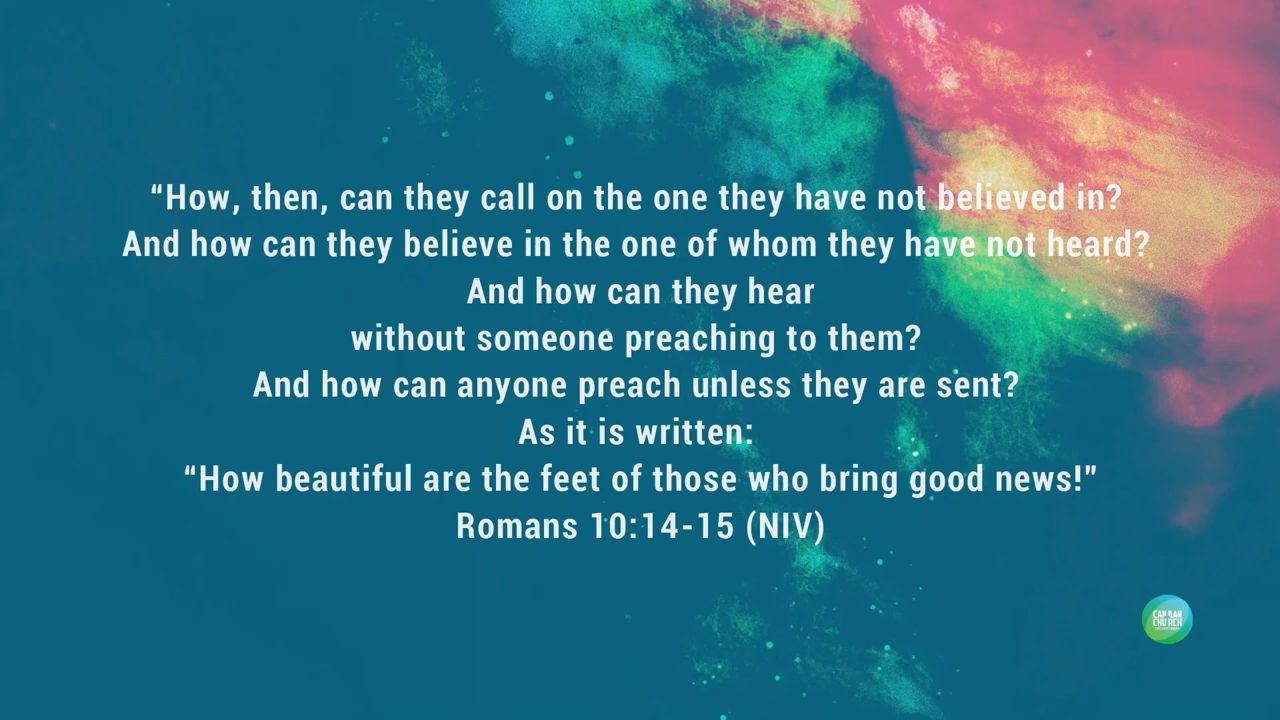 “How, then, can they call on the one they have not believed in?
And how can they believe in the one of whom they have not heard?
And how can they hear
without someone preaching to them?
And how can anyone preach unless they are sent?
As it is written:
“How beautiful are the feet of those who bring good news!”
Romans 10:14-15 (NIV)
CANAAN
CHURCH